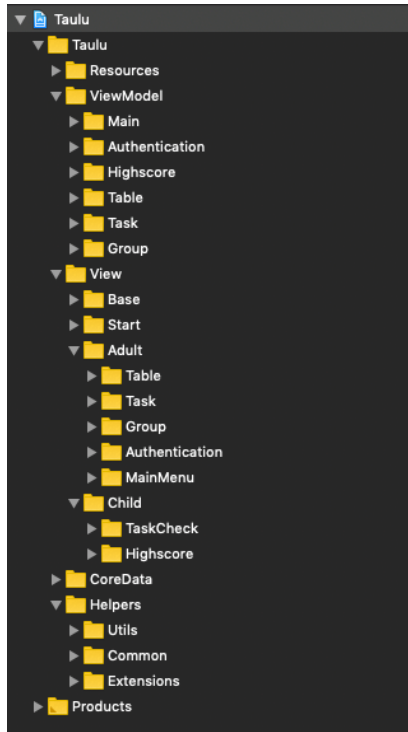 Taulu
Taulu
Resources
ViewModel
Main
Authentication
Highscore
Table
Task
Group
View
Base
Start
Adult
Table
Task
Group
Authentication
MainMenu
Child
TaskCheck
Highscore
CoreData
Helpers
Utils
Common
Extensions
Products